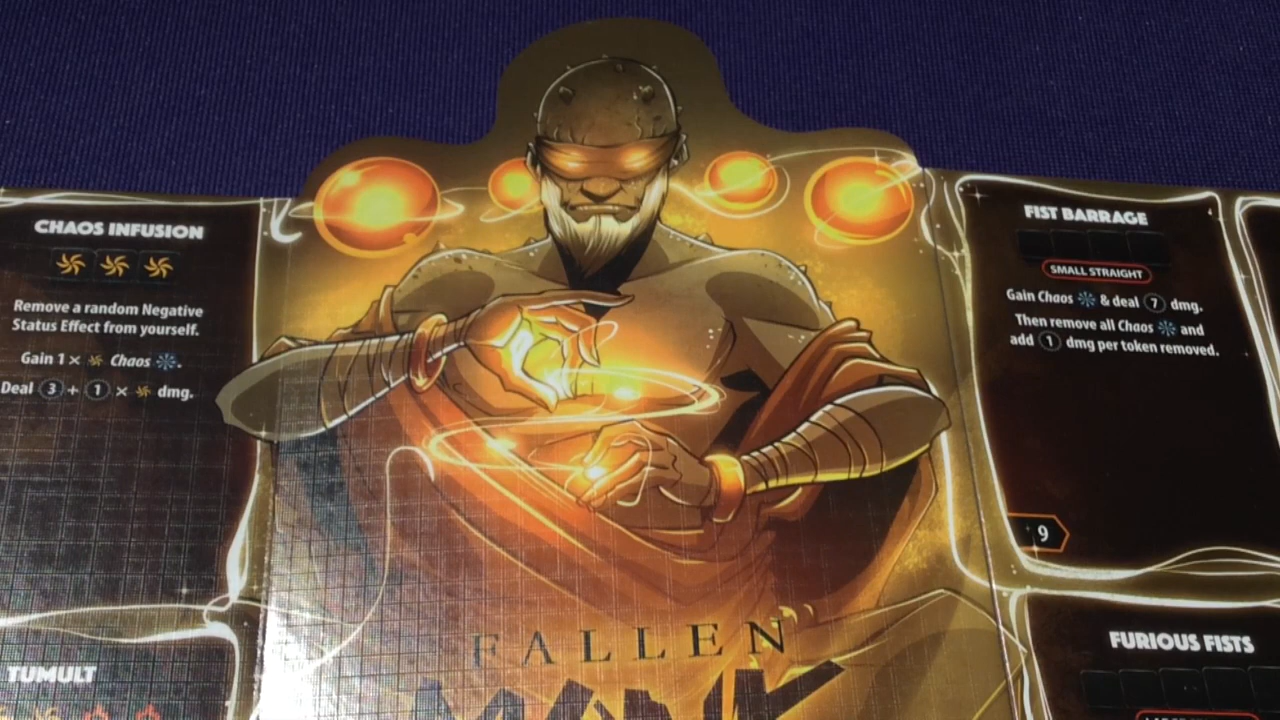 CHAOS INFUSION
Remove a random Negative
Status Effect from yourself.
Gain 1 × Chaos .
Deal 3 + 1 × dmg.
TUMULT
FALLEN
MONK
FIST BARRAGE
SMALL STRAIGHT
Gain Chaos & deal 7 dmg.
Then remove all Chaos and
add 1 dmg per token removed.
9
FURIOUS FISTS